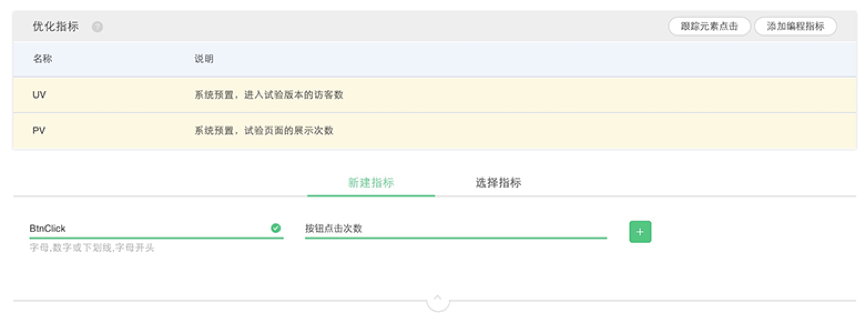 优化指标 ? 跟踪元素点击 添加编程指标
名称 说明
UV 系统预置，进入试验版本的访客数
PV 系统预置，试验页面的展示次数
新建指标 选择指标
BtnClick 按钮点击次数 +
字母,数字或下划线,字母开头